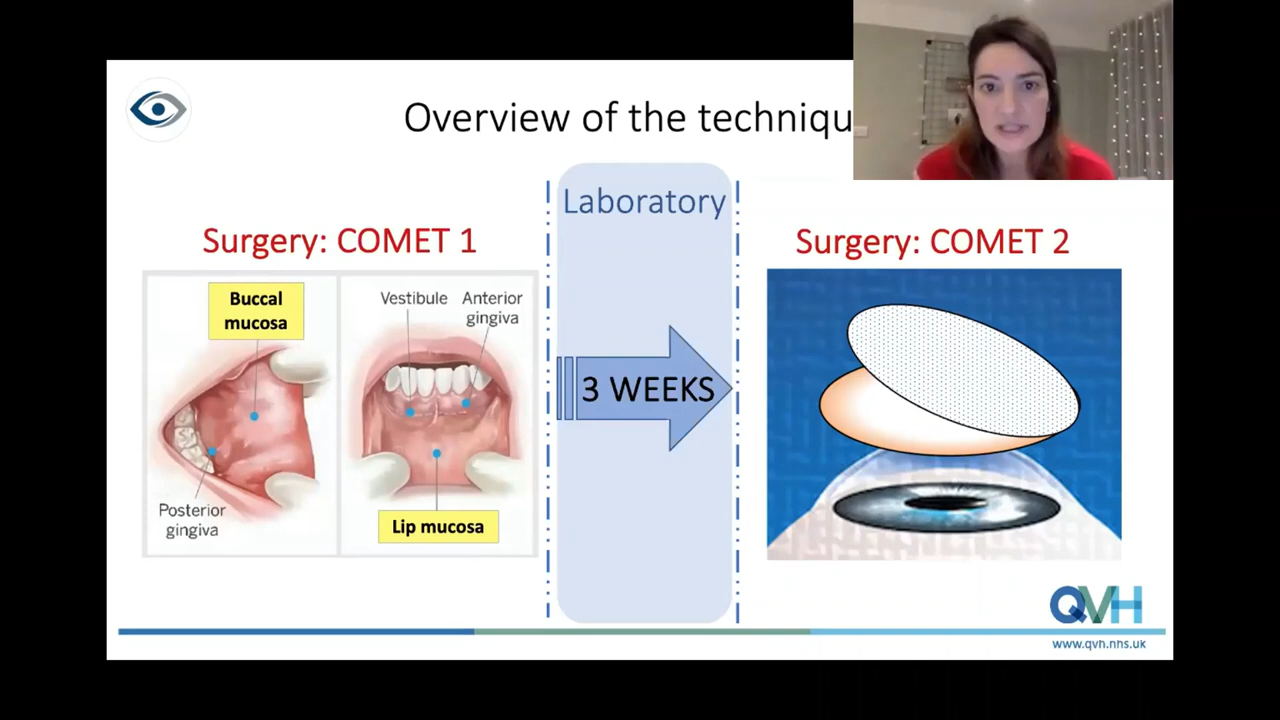 Overview of the techniqu
Laboratory
Surgery: COMET 1
Surgery: COMET 2
Buccal
mucosa
Vestibule
Anterior
gingiva
3 WEEKS
Posterior
gingiva
Lip mucosa
QVH
www.qvh.nhs.uk